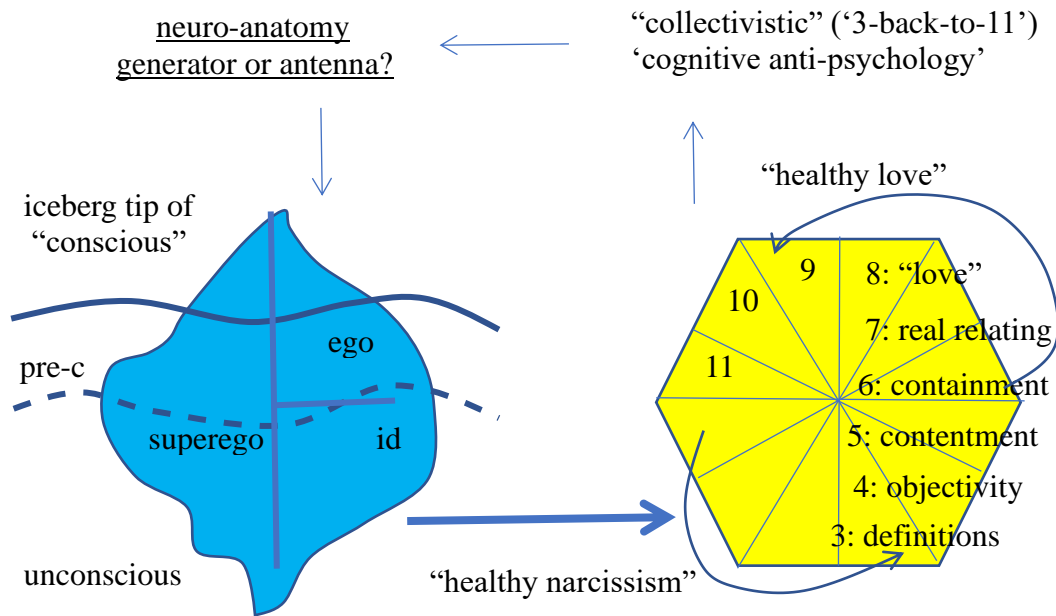 neuro-anatomy
generator or antenna?
“collectivistic” (‘3-back-to-11’)
‘cognitive anti-psychology’
iceberg tip of
“conscious”
pre-c
ego
superego
id
unconscious
“healthy love”
9
8: “love”
10
7: real relating
11
6: containment
5: contentment
4: objectivity
3: definitions
“healthy narcissism”